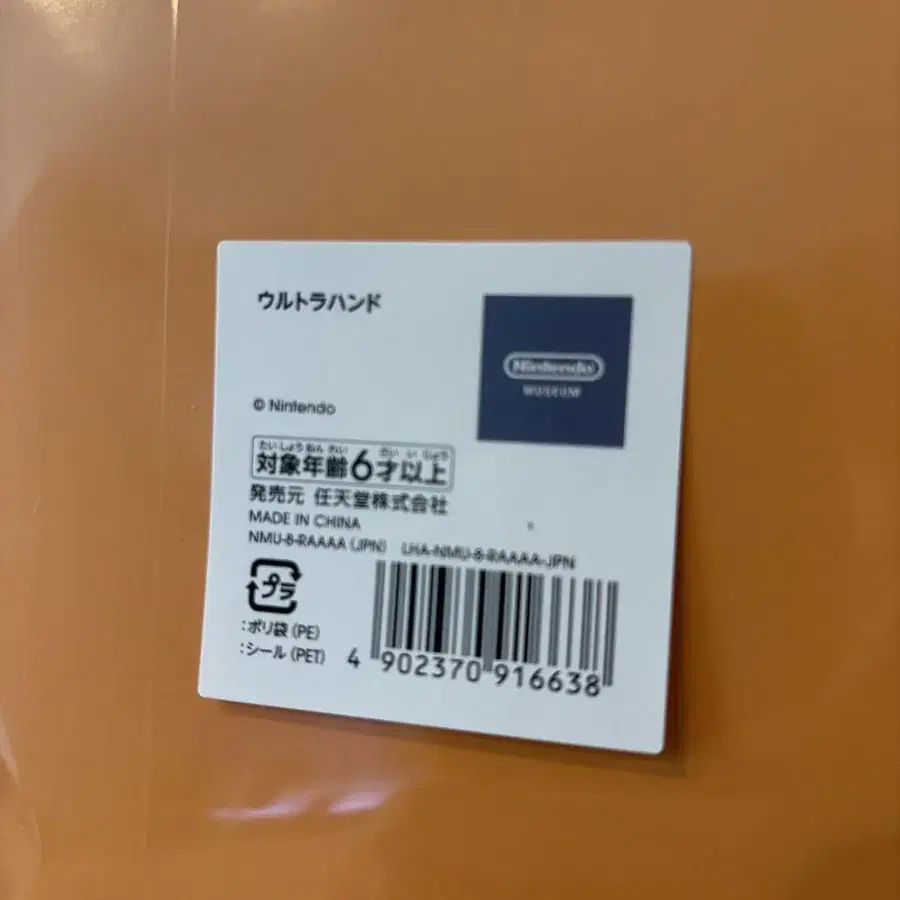 ウルトラハンド
Nintendo
MUSEUM
© Nintendo
たいしょうねんれい さい いじょう
対象年齢6才以上
発売元 任天堂株式会社
MADE IN CHINA
NMU-8-RAAAA (JPN) LHA-NMU-8-RAAAA-JPN
プラ
:ポリ袋 (PE)
:シール (PET)
4 902370 916638